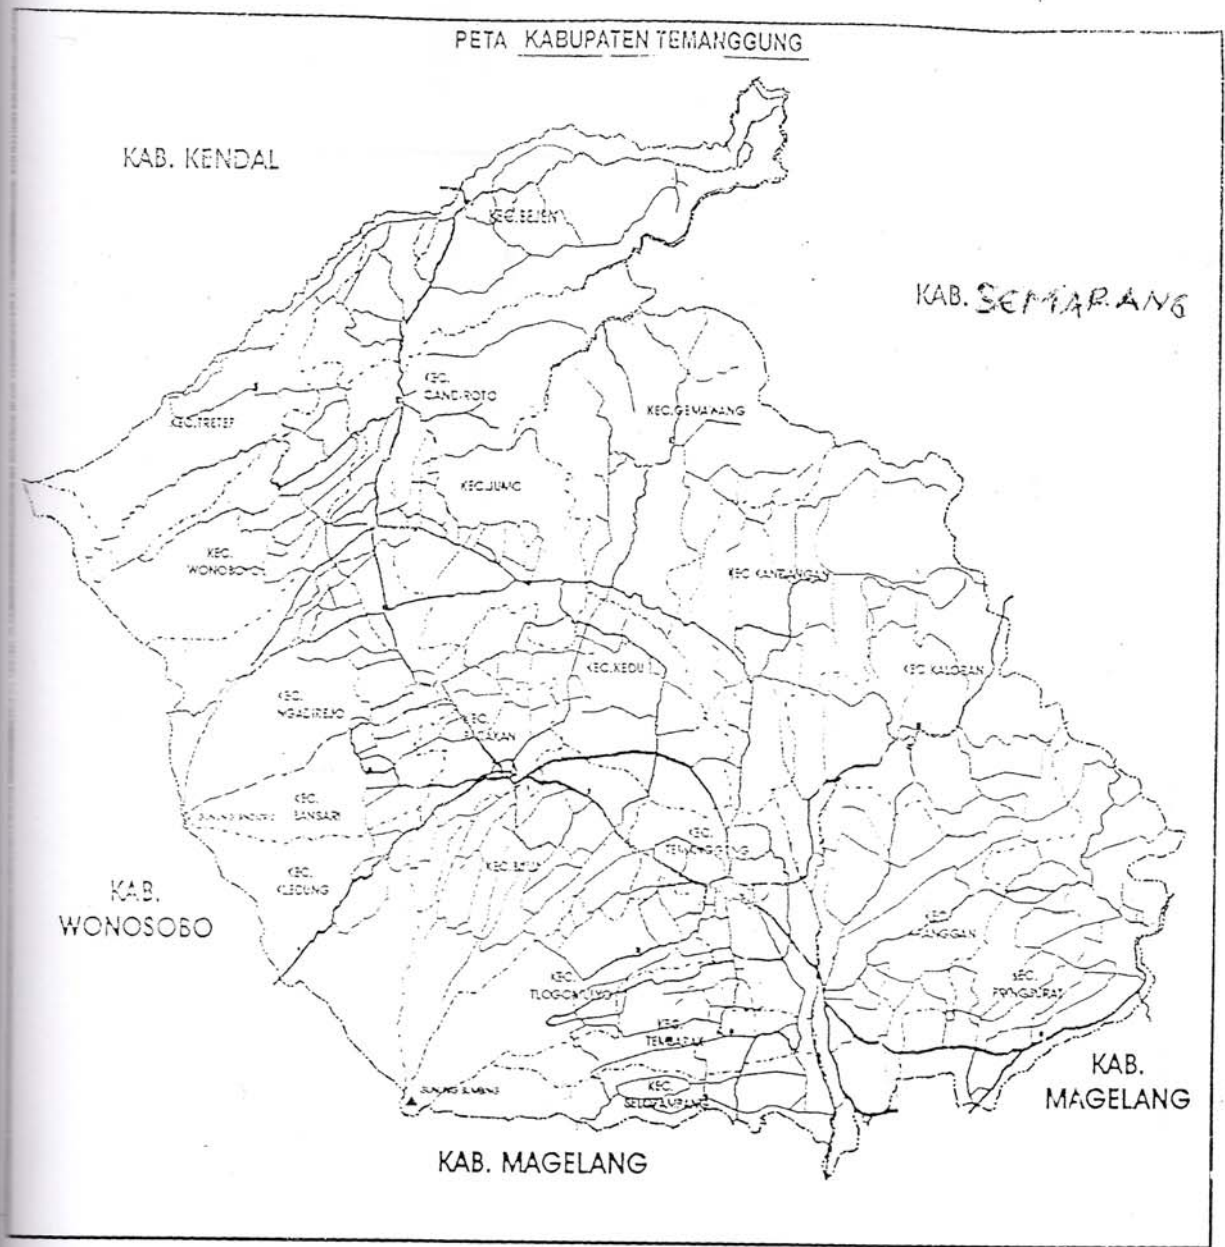 PETA KABUPATEN TEMANGGUNG
KAB. KENDAL
KEC. BEJEN
KAB. SEMARANG
KEC.
CANDIROTO
KEC. TRETEP
KEC. GEMAWANG
KEC. JUMO
KEC.
WONOBOYO
KEC. KANDANGAN
KEC. KEDU
KEC. KALORAN
KEC.
NGADIREJO
KEC.
KEC.
BANSARI
KEC.
TEMANGGUNG
KEC.
KLEDUNG
KEC. BULU
KAB.
WONOSOBO
KEC.
KRANGGAN
KEC.
TLOGOMULYO
KEC.
PRINGSURAT
KEC.
TEMBARAK
KAB.
MAGELANG
GUNUNG SUMBING
KEC.
SELOPAMPANG
KAB. MAGELANG